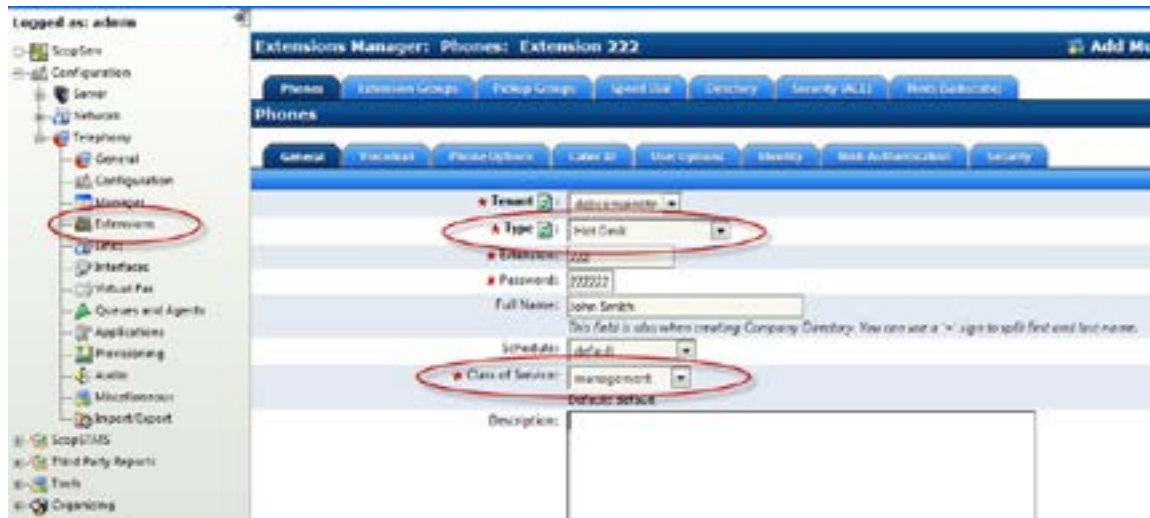 Logged as: admin
ScopServ
Configuration
Server
Network
Telephony
General
Configuration
Manager
Extensions
Interfaces
Virtual Fax
Queues and Agents
Applications
Provisioning
Audio
Miscellaneous
Import/Export
ScopSTATS
Third Party Reports
Tools
Organizing
Extensions Manager: Phones: Extension 222
Add Mu
Phones Extension Groups Pickup Groups Speed Dial Directory Security (ACL)
Phones
General Voicemail Phone Options Caller ID User Options Identity Web Authentication Security
* Tenant :
* Type : Hot Desk
* Extension: 222
* Password: 222222
Full Name: John Smith
This field is also when creating Company Directory. You can use a '+' sign to split first and last name.
Schedule: default
* Class of Service: management
Default: default
Description: